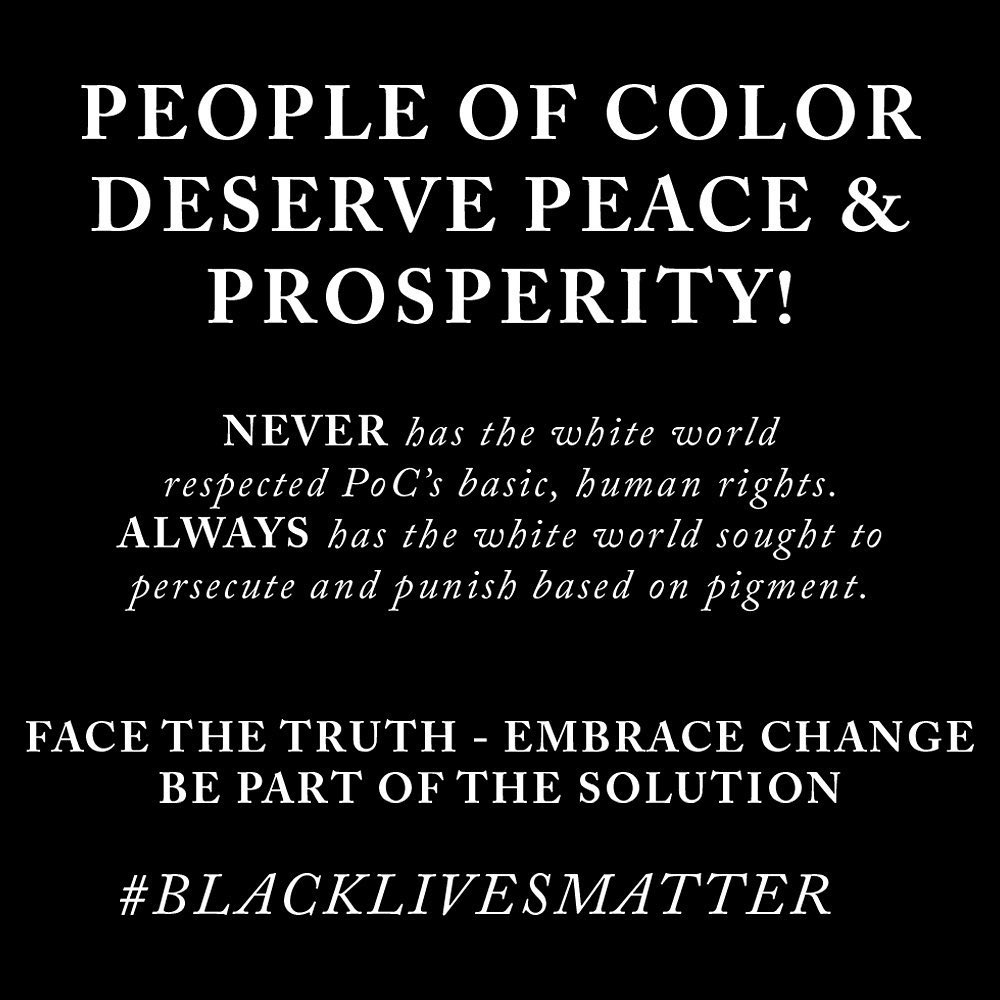 PEOPLE OF COLOR
DESERVE PEACE &
PROSPERITY!
NEVER has the white world
respected PoC's basic, human rights.
ALWAYS has the white world sought to
persecute and punish based on pigment.
FACE THE TRUTH - EMBRACE CHANGE
BE PART OF THE SOLUTION
#BLACKLIVESMATTER